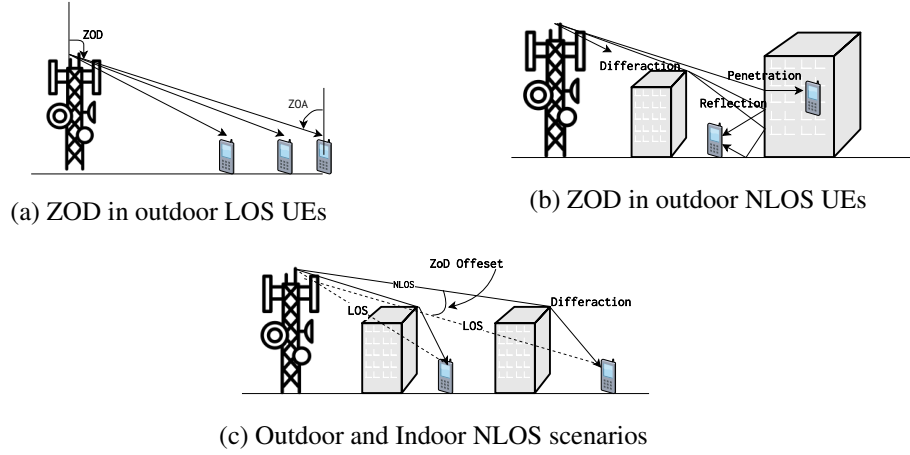 ZOD
ZOA
(a) ZOD in outdoor LOS UEs
Differaction
Penetration
Reflection
(b) ZOD in outdoor NLOS UEs
ZoD Offeset
NLOS
Differaction
LOS
LOS
(c) Outdoor and Indoor NLOS scenarios